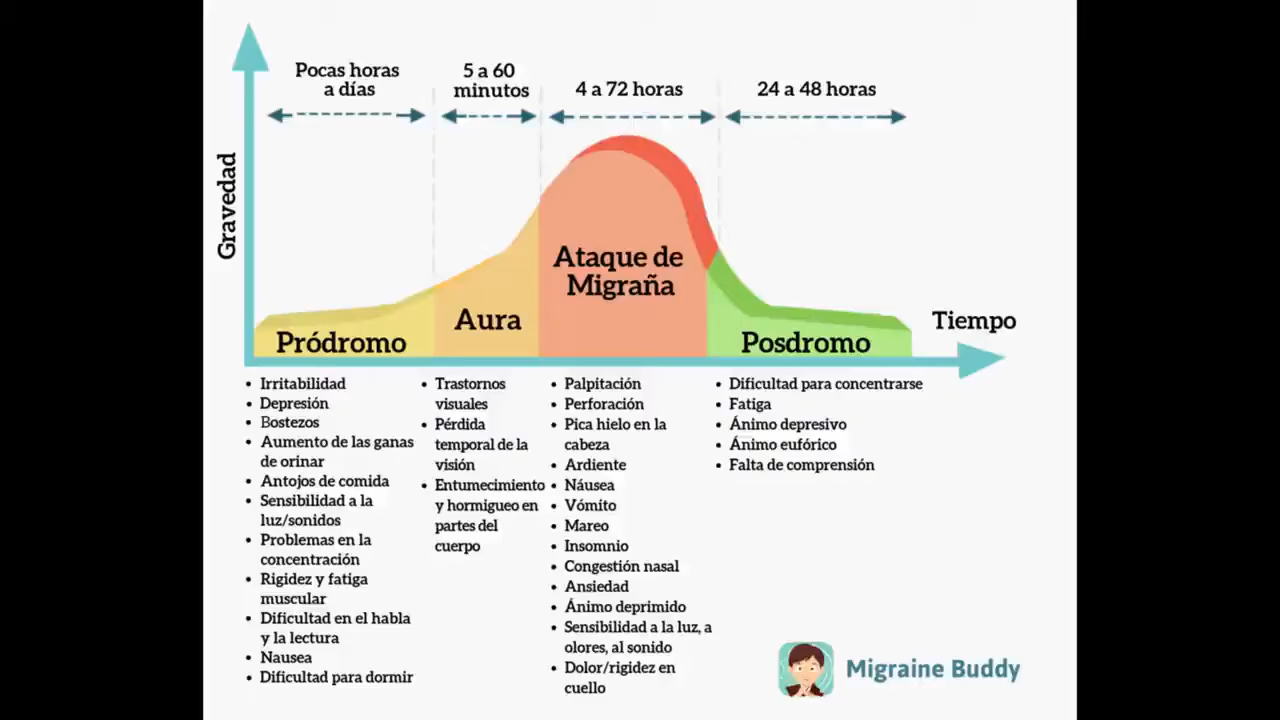 Pocas horas
a días
5 a 60
minutos
4 a 72 horas
24 a 48 horas
Gravedad
Ataque de
Migraña
Aura
Pródromo
Posdromo
Tiempo
• Irritabilidad
• Depresión
• Bostezos
• Aumento de las ganas
de orinar
• Antojos de comida
• Sensibilidad a la
luz/sonidos
• Problemas en la
concentración
• Rigidez y fatiga
muscular
• Dificultad en el habla
y la lectura
• Nausea
• Dificultad para dormir
• Trastornos
visuales
• Pérdida
temporal de la
visión
• Entumecimiento
y hormigueo en
partes del
cuerpo
• Palpitación
• Perforación
• Pica hielo en la
cabeza
• Ardiente
• Náusea
• Vómito
• Mareo
• Insomnio
• Congestión nasal
• Ansiedad
• Ánimo deprimido
• Sensibilidad a la luz, a
olores, al sonido
• Dolor/rigidez en
cuello
• Dificultad para concentrarse
• Fatiga
• Ánimo depresivo
• Ánimo eufórico
• Falta de comprensión
Migraine Buddy